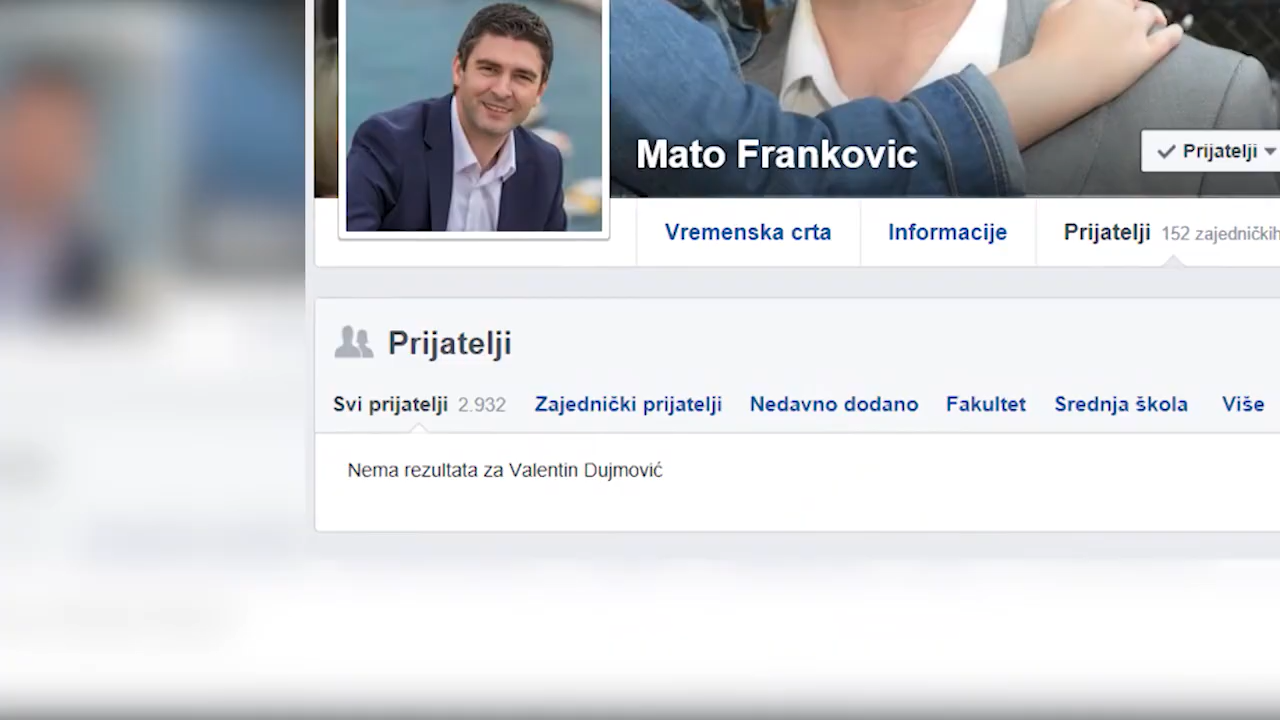 Mato Frankovic
Prijatelji
Vremenska crta
Informacije
Prijatelji 152 zajedničkih
Prijatelji
Svi prijatelji 2.932
Zajednički prijatelji
Nedavno dodano
Fakultet
Srednja škola
Više
Nema rezultata za Valentin Dujmović